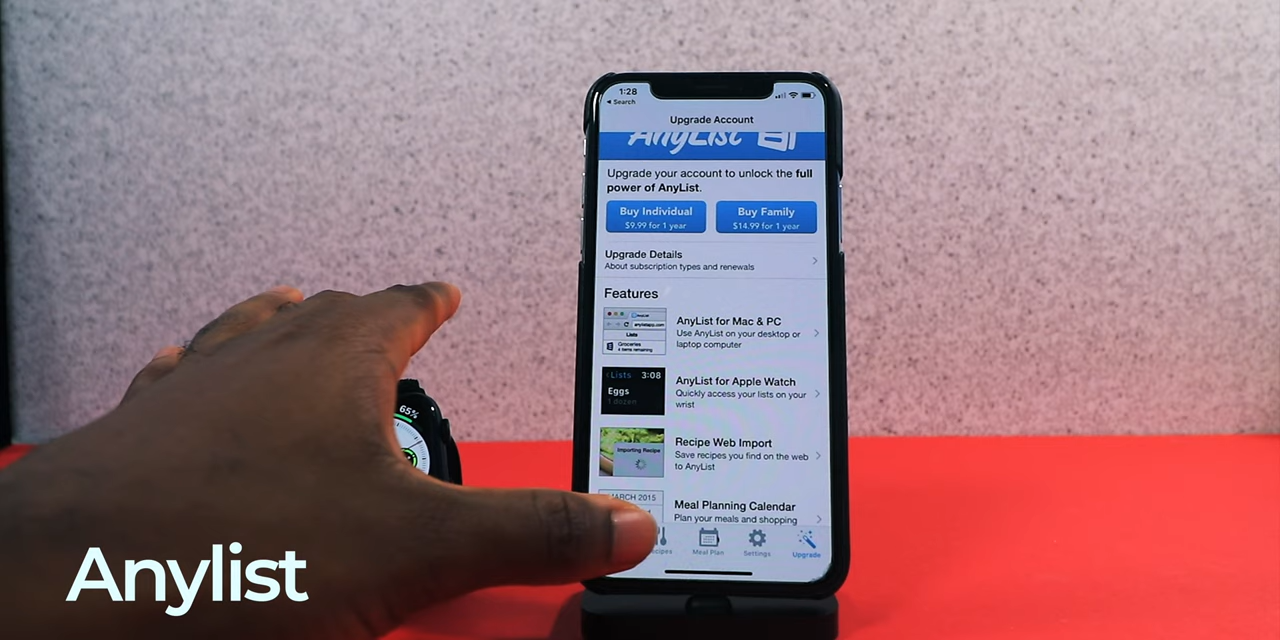 1:28
Search
Upgrade Account
AnyList
Upgrade your account to unlock the full
power of AnyList.
Buy Individual
$9.99 for 1 year
Buy Family
$14.99 for 1 year
Upgrade Details
About subscription types and renewals
Features
Lists
Groceries
AnyList for Mac & PC
Use AnyList on your desktop or
laptop computer
Lists 3:08
Eggs
1 dozen
AnyList for Apple Watch
Quickly access your lists on your
wrist
Importing Recipe
Recipe Web Import
Save recipes you find on the web
to AnyList
MARCH 2015
Meal Planning Calendar
Plan your meals and shopping
Meal Plan
Settings
Upgrade
65%
Anylist